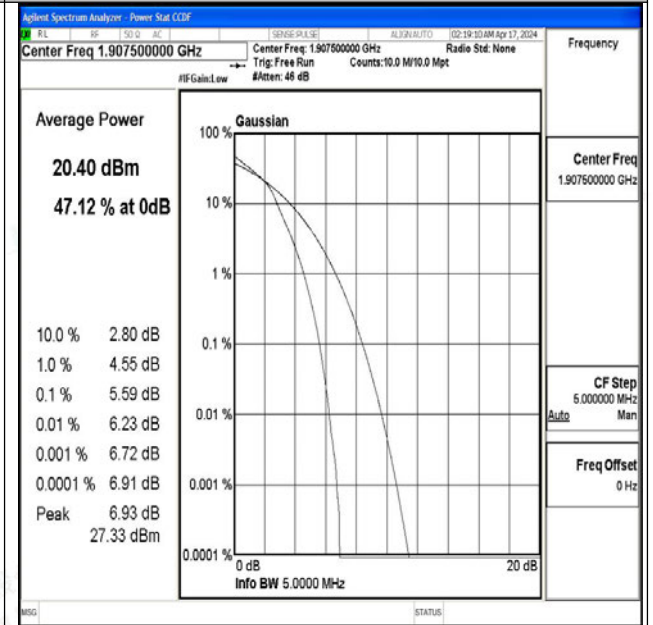 Agilent Spectrum Analyzer - Power Stat CCDF
RL RF 50 Ω AC SENSE:PULSE ALIGN AUTO 02:19:10 AM Apr 17, 2024
Center Freq 1.907500000 GHz
Center Freq: 1.907500000 GHz Radio Std: None
Trig: Free Run Counts:10.0 M/10.0 Mpt
#IFGain:Low #Atten: 46 dB
Frequency
Average Power
20.40 dBm
47.12 % at 0dB
10.0 % 2.80 dB
1.0 % 4.55 dB
0.1 % 5.59 dB
0.01 % 6.23 dB
0.001 % 6.72 dB
0.0001 % 6.91 dB
Peak 6.93 dB
27.33 dBm
Gaussian
100 %
10 %
1 %
0.1 %
0.01 %
0.001 %
0.0001 %
0 dB 20 dB
Info BW 5.0000 MHz
Center Freq
1.907500000 GHz
CF Step
5.000000 MHz
Auto Man
Freq Offset
0 Hz
MSG STATUS